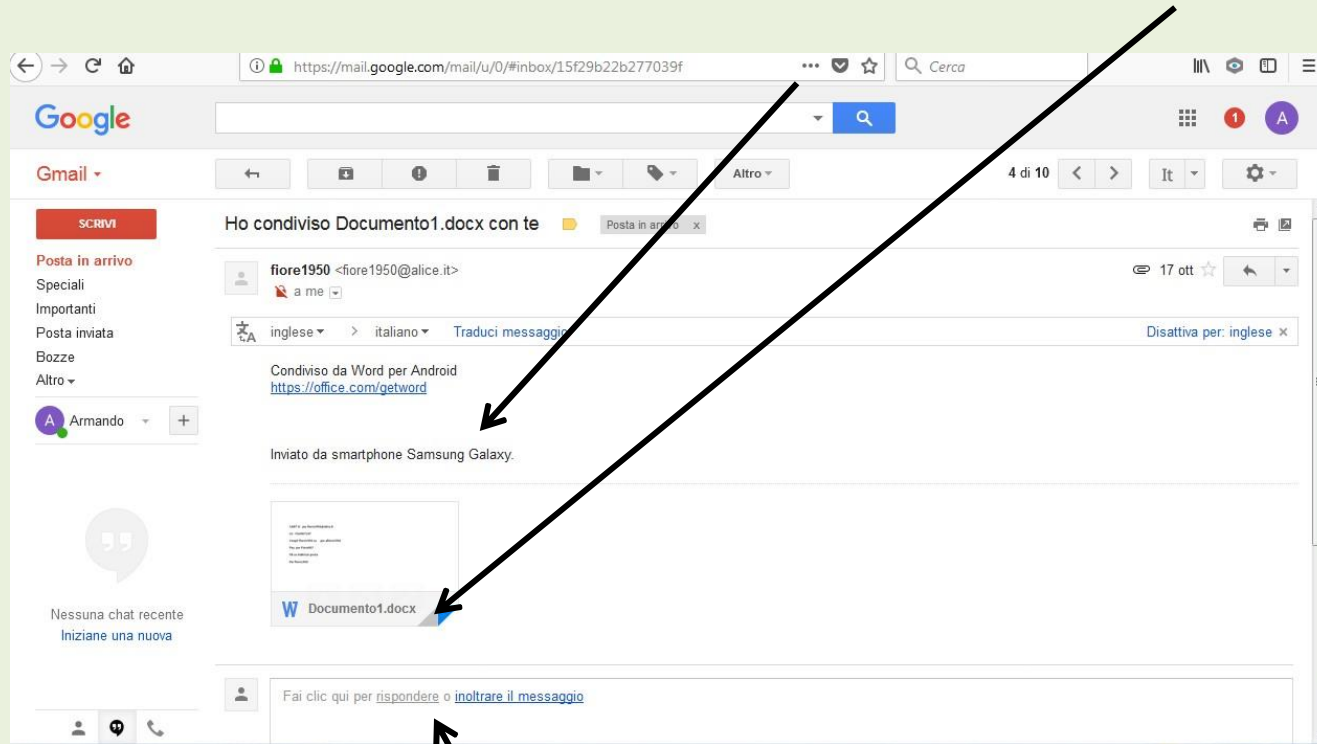 https://mail.google.com/mail/u/0/#inbox/15f29b22b277039f
Cerca
Google
1
A
Gmail
Altro
4 di 10
It
SCRIVI
Ho condiviso Documento1.docx con te
Posta in arrivo x
Posta in arrivo
Speciali
Importanti
Posta inviata
Bozze
Altro
A Armando
+
fiore1950 <fiore1950@alice.it>
17 ott
a me
inglese > italiano Traduci messaggio
Disattiva per: inglese ×
Condiviso da Word per Android
https://office.com/getword
Inviato da smartphone Samsung Galaxy.
W Documento1.docx
Nessuna chat recente
Iniziane una nuova
Fai clic qui per rispondere o inoltrare il messaggio